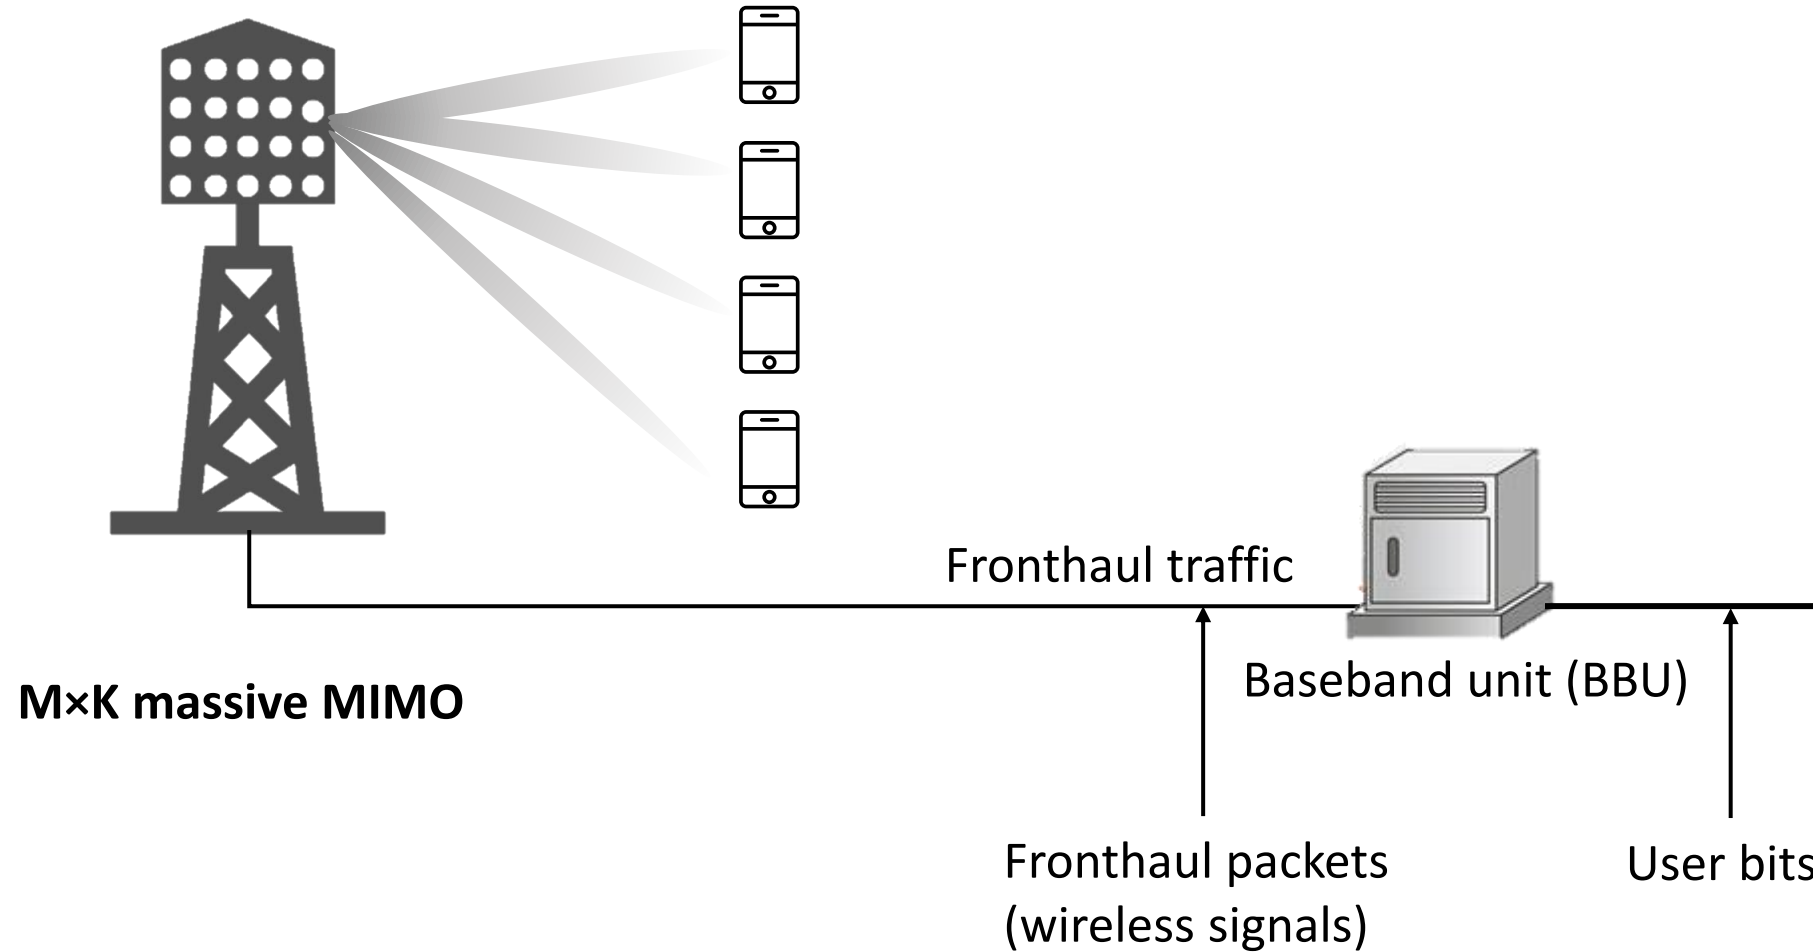 Fronthaul traffic
Baseband unit (BBU)
M×K massive MIMO
Fronthaul packets
(wireless signals)
User bits